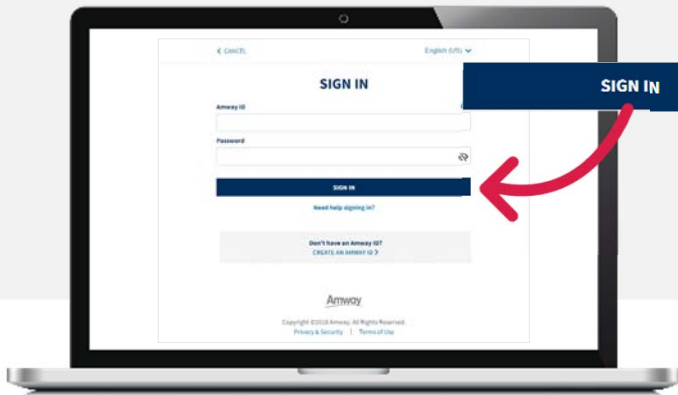 CANCEL
English (US)
SIGN IN
SIGN IN
Amway ID
Password
SIGN IN
Need help signing in?
Don't have an Amway ID?
CREATE AN AMWAY ID
Amway
Copyright ©2018 Amway. All Rights Reserved.
Privacy & Security | Terms of Use